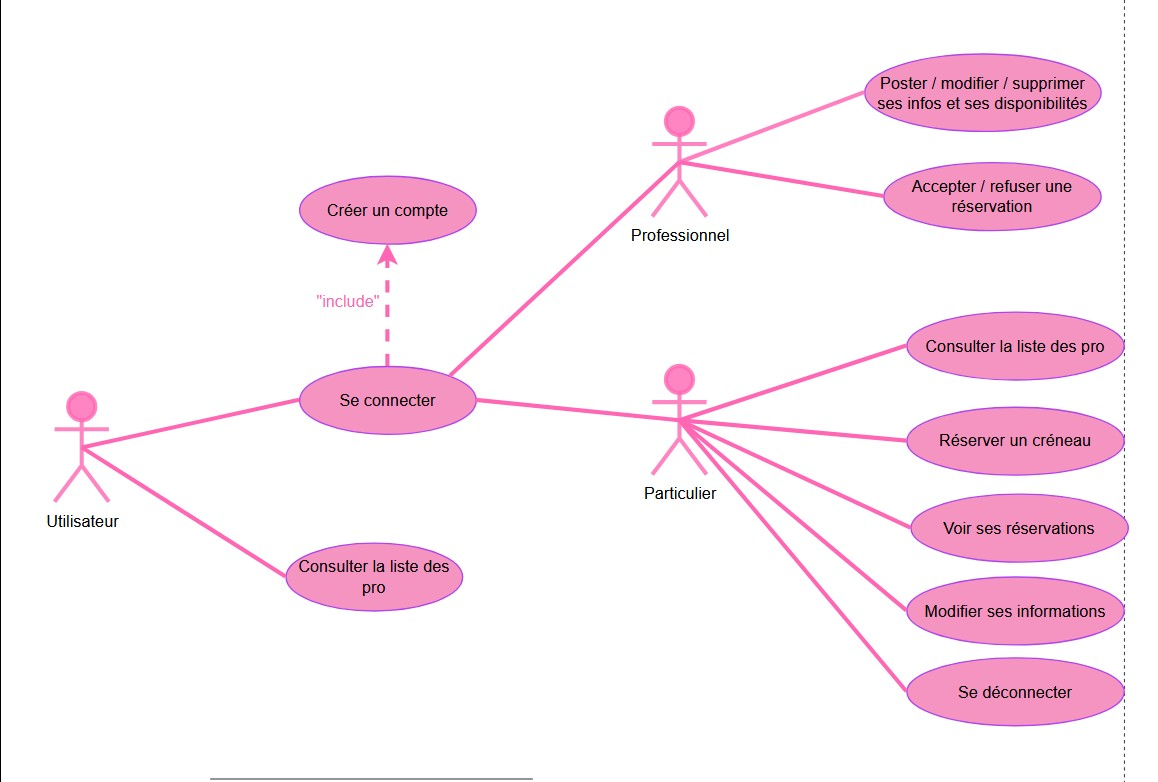 Poster / modifier / supprimer
ses infos et ses disponibilités
Accepter / refuser une
réservation
Professionnel
Créer un compte
"include"
Se connecter
Utilisateur
Consulter la liste des
pro
Particulier
Consulter la liste des pro
Réserver un créneau
Voir ses réservations
Modifier ses informations
Se déconnecter